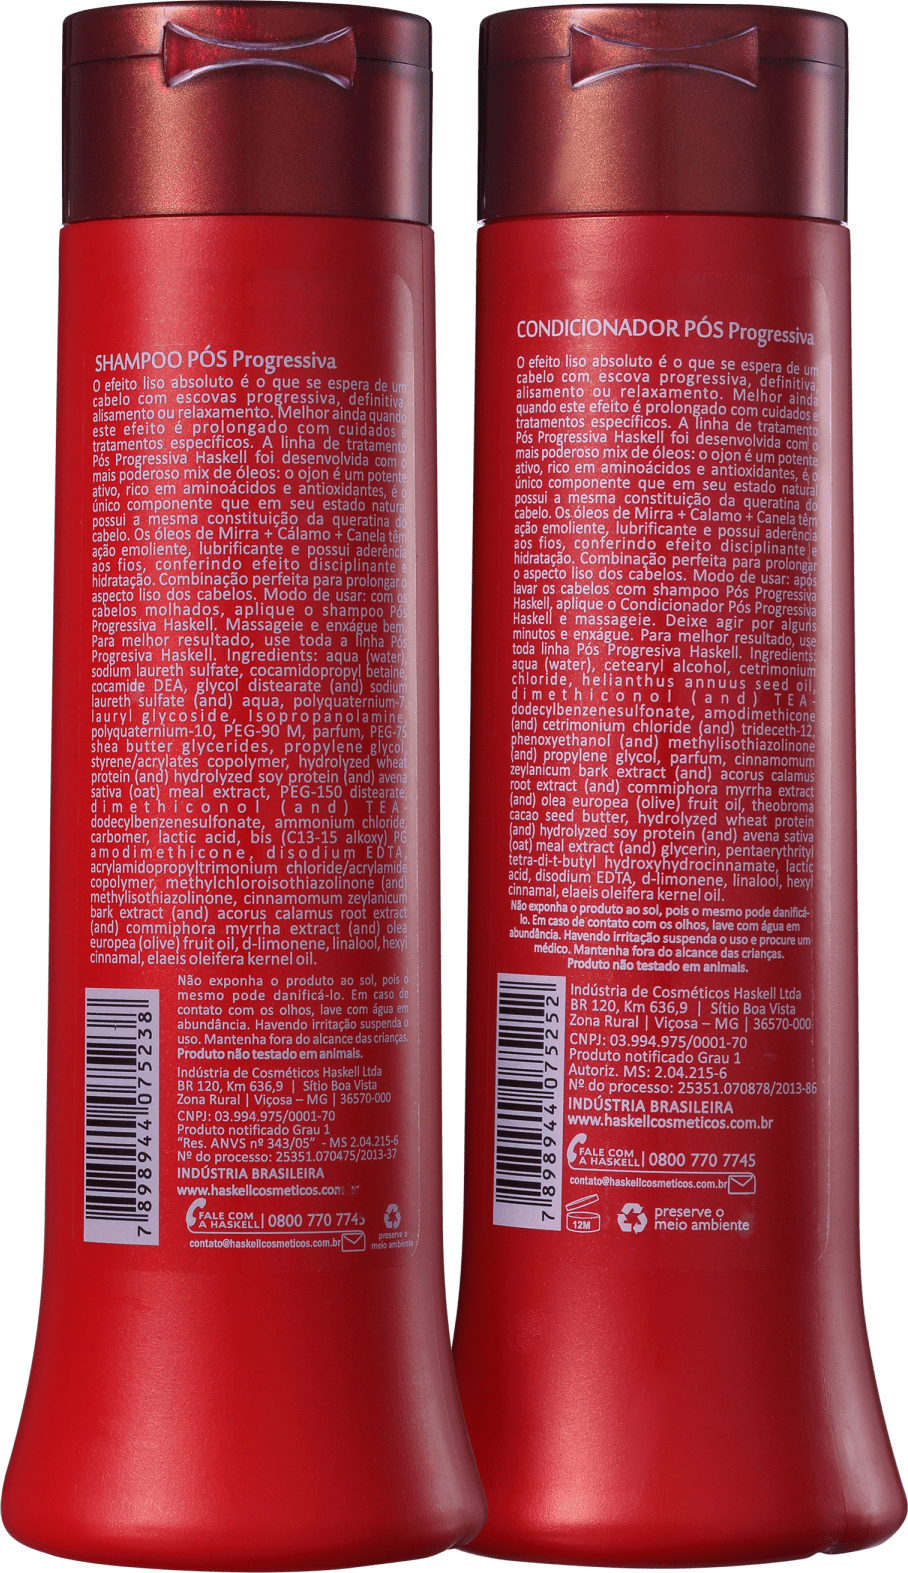 SHAMPOO PÓS Progressiva
O efeito liso absoluto é o que se espera de um
cabelo com escovas progressiva, definitiva,
alisamento ou relaxamento. Melhor ainda quando
este efeito é prolongado com cuidados e
tratamentos específicos. A linha de tratamento
Pós Progressiva Haskell foi desenvolvida com o
mais poderoso mix de óleos: o ojon é um potente
ativo, rico em aminoácidos e antioxidantes, é o
único componente que em seu estado natural
possui a mesma constituição da queratina do
cabelo. Os óleos de Mirra + Cálamo + Canela têm
ação emoliente, lubrificante e possui aderência
aos fios, conferindo efeito disciplinante e
hidratação. Combinação perfeita para prolongar o
aspecto liso dos cabelos. Modo de usar: com os
cabelos molhados, aplique o shampoo Pós
Progressiva Haskell. Massageie e enxágue bem.
Para melhor resultado, use toda a linha Pós
Progresiva Haskell. Ingredients: aqua (water),
sodium laureth sulfate, cocamidopropyl betaine,
cocamide DEA, glycol distearate (and) sodium
laureth sulfate (and) aqua, polyquaternium-7,
lauryl glycoside, Isopropanolamine,
polyquaternium-10, PEG-90 M, parfum, PEG-75
shea butter glycerides, propylene glycol,
styrene/acrylates copolymer, hydrolyzed wheat
protein (and) hydrolyzed soy protein (and) avena
sativa (oat) meal extract, PEG-150 distearate,
dimethiconol (and) TEA-
dodecylbenzenesulfonate, ammonium chloride,
carbomer, lactic acid, bis (C13-15 alkoxy) PG
amodimethicone, disodium EDTA,
acrylamidopropyltrimonium chloride/acrylamide
copolymer, methylchloroisothiazolinone (and)
methylisothiazolinone, cinnamomum zeylanicum
bark extract (and) acorus calamus root extract
(and) commiphora myrrha extract (and) olea
europea (olive) fruit oil, d-limonene, linalool, hexyl
cinnamal, elaeis oleifera kernel oil.
Não exponha o produto ao sol, pois o
mesmo pode danificá-lo. Em caso de
contato com os olhos, lave com água em
abundância. Havendo irritação suspenda o
uso. Mantenha fora do alcance das crianças.
Produto não testado em animais.
Indústria de Cosméticos Haskell Ltda
BR 120, Km 636,9 | Sítio Boa Vista
Zona Rural | Viçosa – MG | 36570-000
CNPJ: 03.994.975/0001-70
Produto notificado Grau 1
"Res. ANVS nº 343/05" - MS 2.04.215-6
Nº do processo: 25351.070475/2013-37
INDÚSTRIA BRASILEIRA
www.haskellcosmeticos.com
FALE COM
A HASKELL | 0800 770 7745
contato@haskellcosmeticos.com.br
preserve o
meio ambiente
7 898944 075238
CONDICIONADOR PÓS Progressiva
O efeito liso absoluto é o que se espera de um
cabelo com escova progressiva, definitiva,
alisamento ou relaxamento. Melhor ainda
quando este efeito é prolongado com cuidados e
tratamentos específicos. A linha de tratamento
Pós Progressiva Haskell foi desenvolvida com o
mais poderoso mix de óleos: o ojon é um potente
ativo, rico em aminoácidos e antioxidantes, é o
único componente que em seu estado natural
possui a mesma constituição da queratina do
cabelo. Os óleos de Mirra + Calamo + Canela têm
ação emoliente, lubrificante e possui aderência
aos fios, conferindo efeito disciplinante e
hidratação. Combinação perfeita para prolongar
o aspecto liso dos cabelos. Modo de usar: após
lavar os cabelos com shampoo Pós Progressiva
Haskell, aplique o Condicionador Pós Progressiva
Haskell e massageie. Deixe agir por alguns
minutos e enxágue. Para melhor resultado, use
toda linha Pós Progresiva Haskell. Ingredients:
aqua (water), cetearyl alcohol, cetrimonium
chloride, helianthus annuus seed oil,
dimethiconol (and) TEA-
dodecylbenzenesulfonate, amodimethicone
(and) cetrimonium chloride (and) trideceth-12,
phenoxyethanol (and) methylisothiazolinone
(and) propylene glycol, parfum, cinnamomum
zeylanicum bark extract (and) acorus calamus
root extract (and) commiphora myrrha extract
(and) olea europea (olive) fruit oil, theobroma
cacao seed butter, hydrolyzed wheat protein
(and) hydrolyzed soy protein (and) avena sativa
(oat) meal extract (and) glycerin, pentaerythrityl
tetra-di-t-butyl hydroxyhydrocinnamate, lactic
acid, disodium EDTA, d-limonene, linalool, hexyl
cinnamal, elaeis oleifera kernel oil.
Não exponha o produto ao sol, pois o mesmo pode danificá-
lo. Em caso de contato com os olhos, lave com água em
abundância. Havendo irritação suspenda o uso e procure um
médico. Mantenha fora do alcance das crianças.
Produto não testado em animais.
Indústria de Cosméticos Haskell Ltda
BR 120, Km 636,9 | Sítio Boa Vista
Zona Rural | Viçosa – MG | 36570-000
CNPJ: 03.994.975/0001-70
Produto notificado Grau 1
Autoriz. MS: 2.04.215-6
Nº do processo: 25351.070878/2013-86
INDÚSTRIA BRASILEIRA
www.haskellcosmeticos.com.br
FALE COM
A HASKELL | 0800 770 7745
contato@haskellcosmeticos.com.br
12M
preserve o
meio ambiente
7 898944 075252